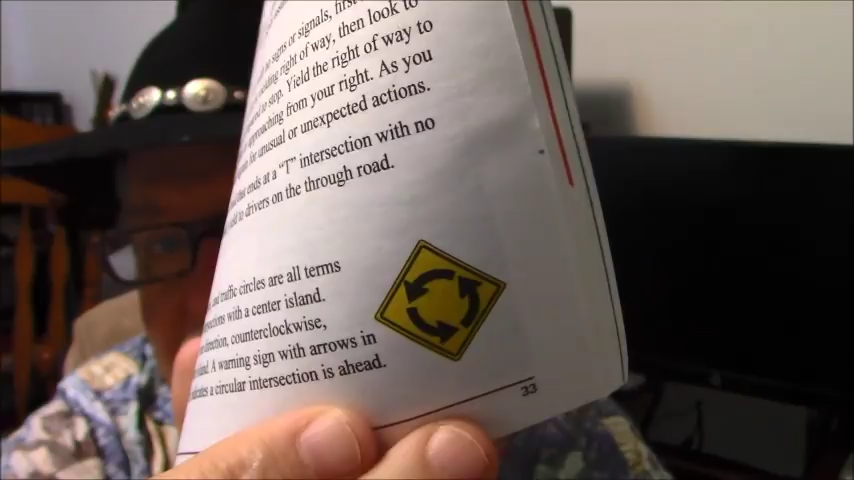 no signs or signals, first
right of way, then look to
to stop. Yield the right of way to
approaching from your right. As you
for unusual or unexpected actions.
that ends at a “T” intersection with no
to drivers on the through road.
and traffic circles are all terms
with a center island.
direction, counterclockwise,
A warning sign with arrows in
a circular intersection is ahead.
33